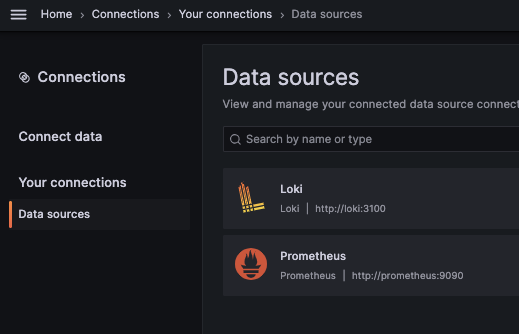 Home > Connections > Your connections > Data sources
Connections
Connect data
Your connections
Data sources
Data sources
View and manage your connected data source connect
Search by name or type
Loki
Loki | http://loki:3100
Prometheus
Prometheus | http://prometheus:9090